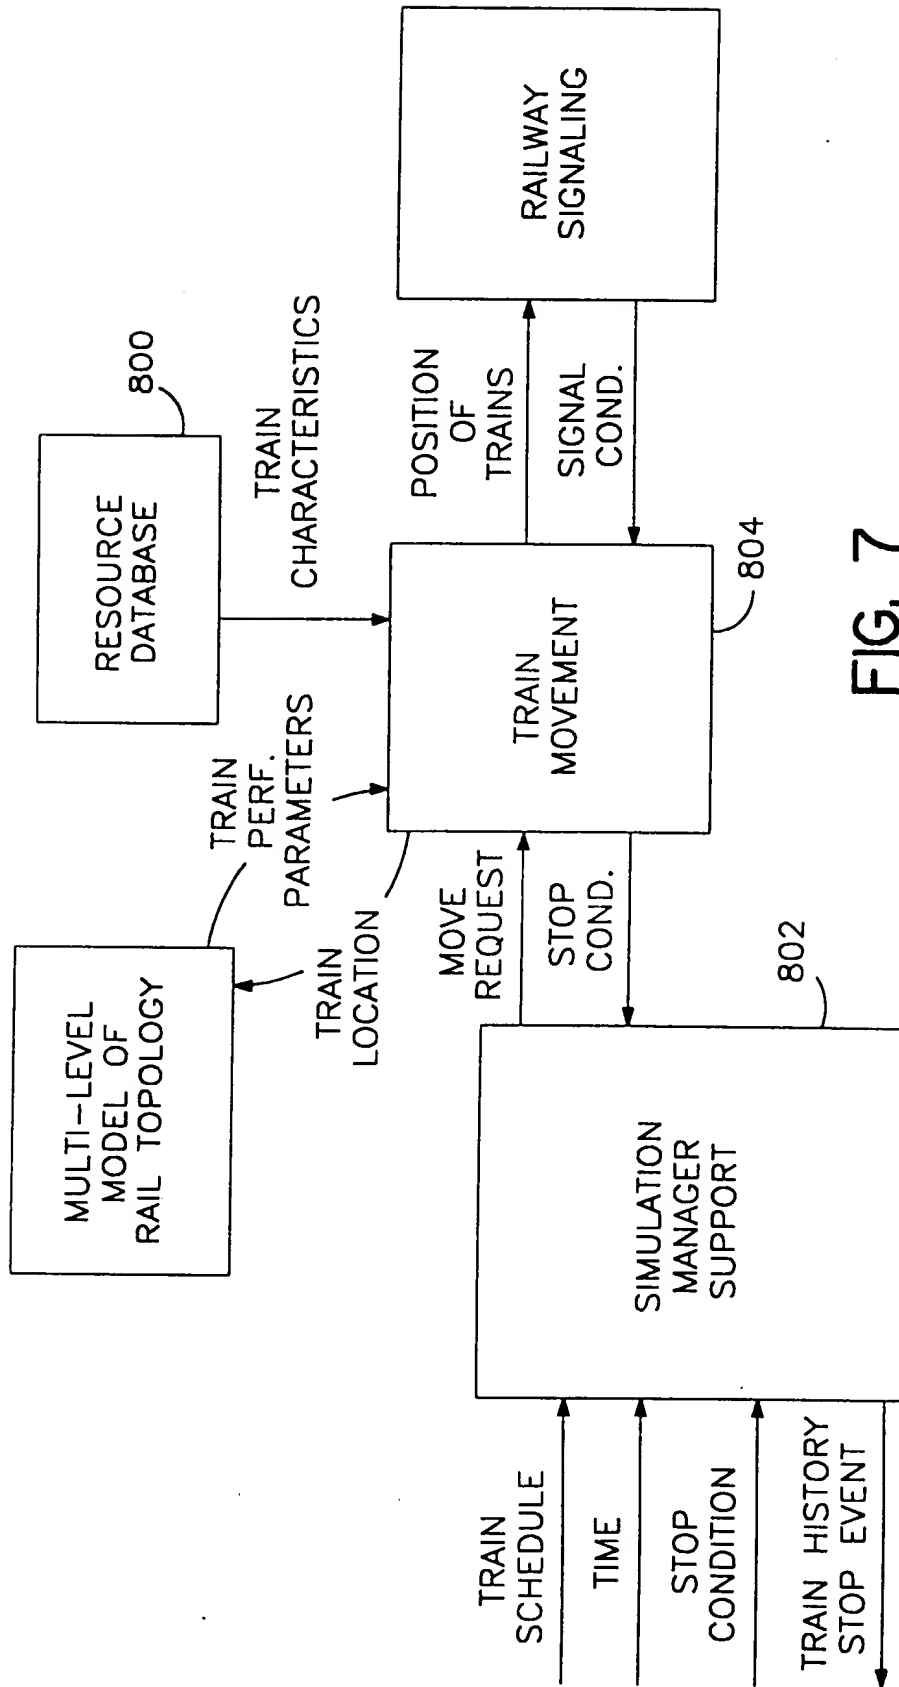 MULTI-LEVEL
MODEL OF
RAIL TOPOLOGY
RESOURCE
DATABASE
800
TRAIN
PERF.
PARAMETERS
TRAIN
CHARACTERISTICS
TRAIN
LOCATION
TRAIN
SCHEDULE
TIME
STOP
CONDITION
TRAIN HISTORY
STOP EVENT
SIMULATION
MANAGER
SUPPORT
802
MOVE
REQUEST
STOP
COND.
TRAIN
MOVEMENT
804
POSITION
OF
TRAINS
SIGNAL
COND.
RAILWAY
SIGNALING
FIG. 7